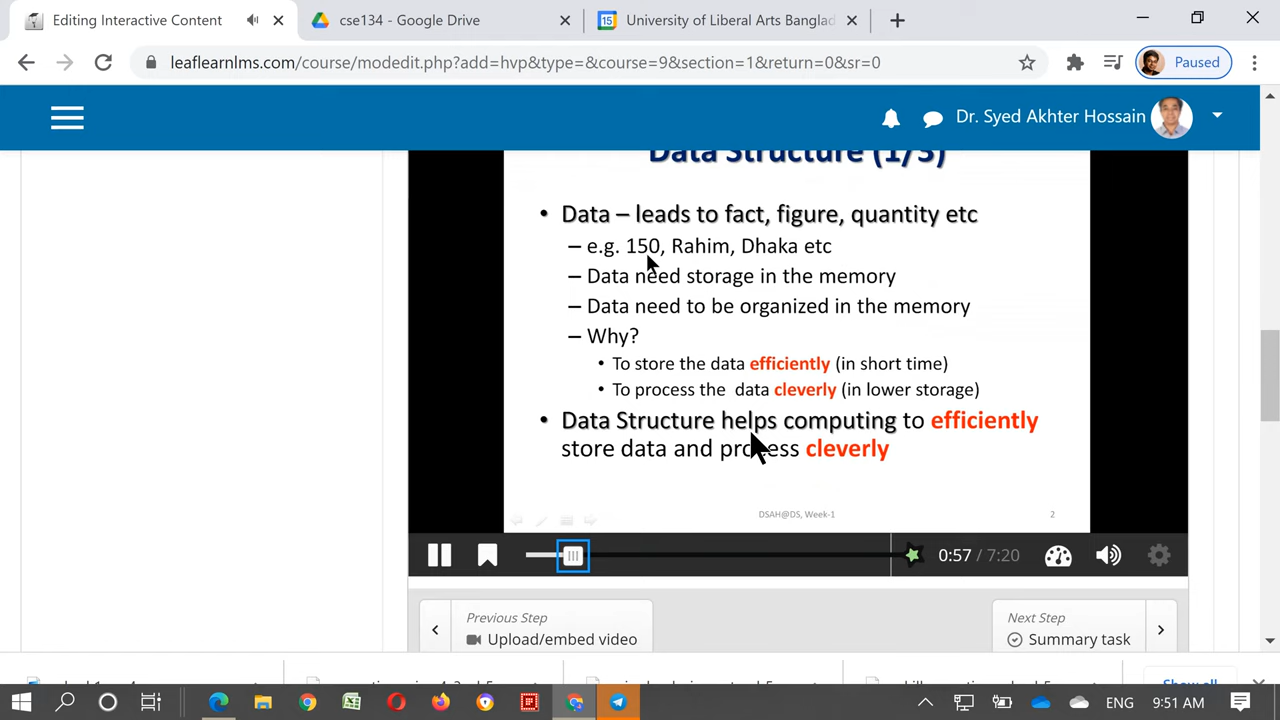 Editing Interactive Content
cse134 - Google Drive
15
University of Liberal Arts Banglad
leaflearnlms.com/course/modedit.php?add=hvp&type=&course=9&section=1&return=0&sr=0
Paused
Dr. Syed Akhter Hossain
Data Structure (1/3)
• Data – leads to fact, figure, quantity etc
– e.g. 150, Rahim, Dhaka etc
– Data need storage in the memory
– Data need to be organized in the memory
– Why?
• To store the data efficiently (in short time)
• To process the data cleverly (in lower storage)
• Data Structure helps computing to efficiently
store data and process cleverly
DSAH@DS, Week-1
2
0:57 / 7:20
Previous Step
Upload/embed video
Next Step
Summary task
ENG
9:51 AM